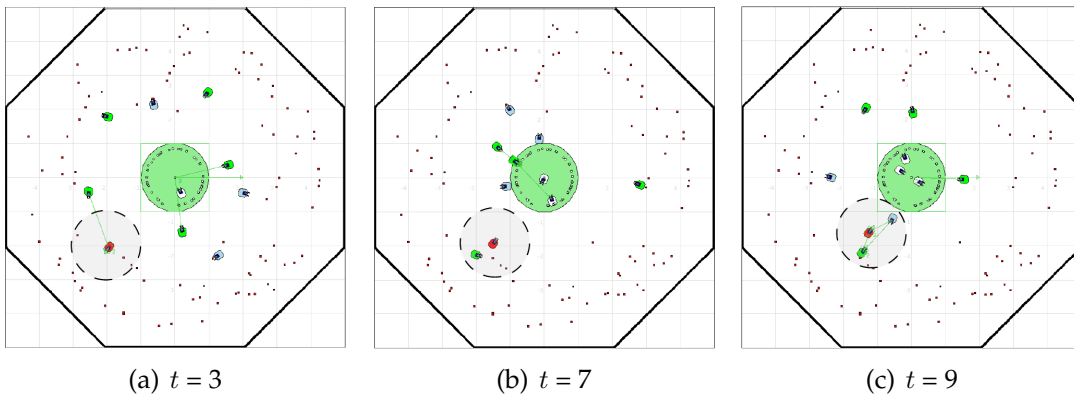 (a) t = 3
(b) t = 7
(c) t = 9